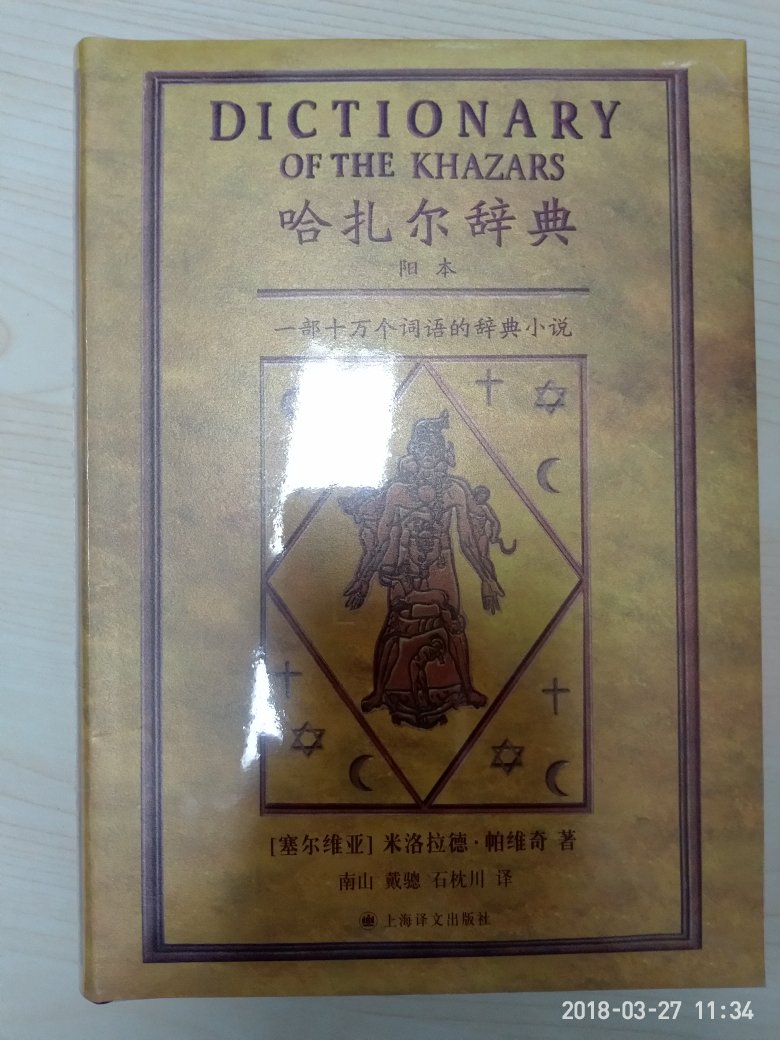 DICTIONARY
OF THE KHAZARS
哈扎尔辞典
阳本
一部十万个词语的辞典小说
[塞尔维亚] 米洛拉德·帕维奇 著
南山 戴骢 石枕川 译
上海译文出版社
2018-03-27 11:34